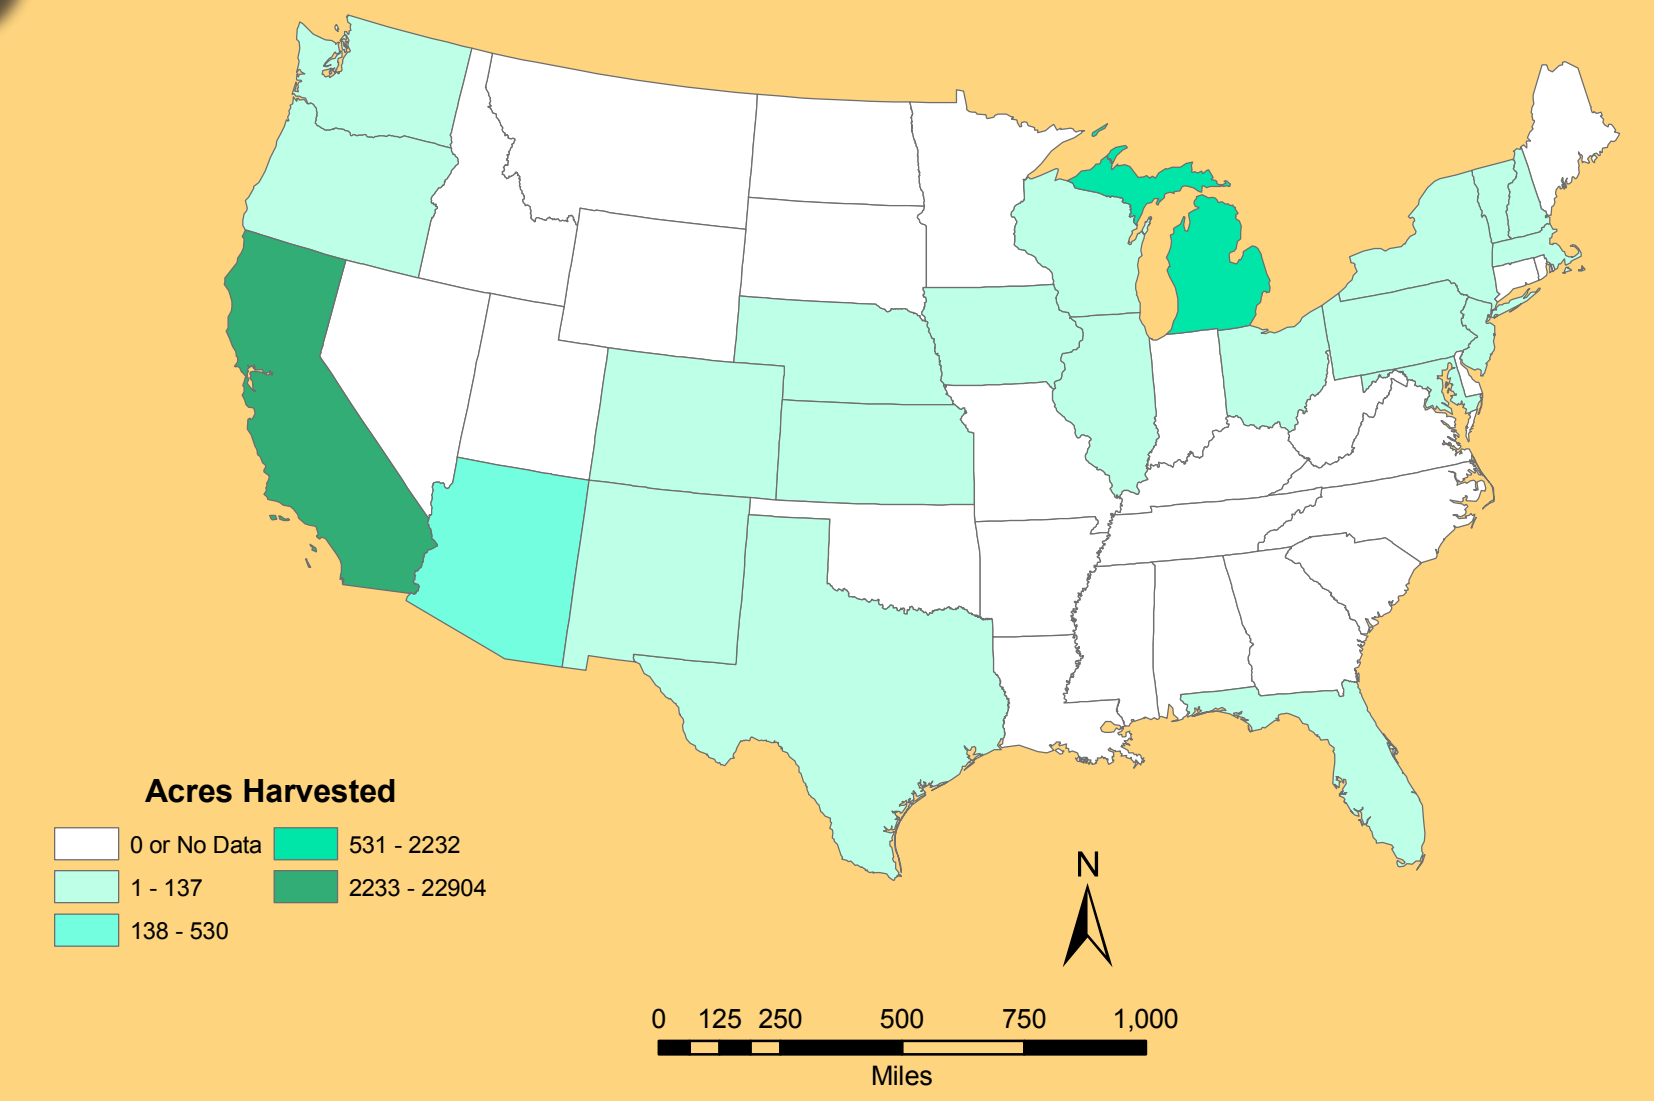 Acres Harvested
0 or No Data
531 - 2232
1 - 137
2233 - 22904
138 - 530
N
0 125 250 500 750 1,000
Miles